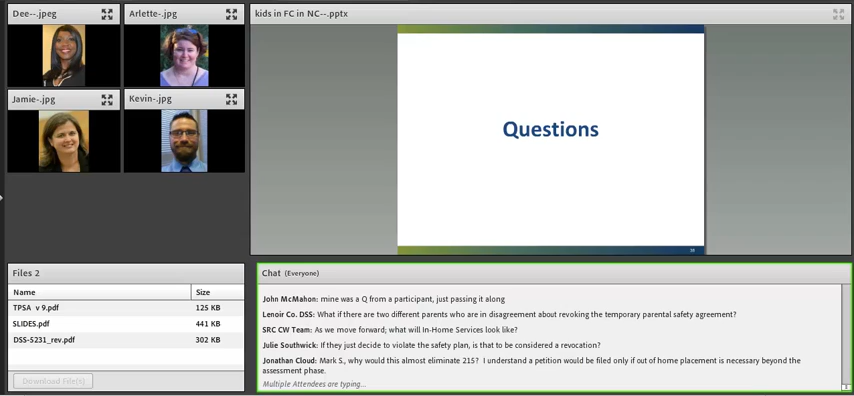 Dee--.jpeg
Arlette-.jpg
kids in FC in NC--.pptx
Jamie-.jpg
Kevin-.jpg
Questions
Files 2
Name Size
TPSA v 9.pdf 125 KB
SLIDES.pdf 441 KB
DSS-5231_rev.pdf 302 KB
Download File(s)
Chat (Everyone)
John McMahon: mine was a Q from a participant, just passing it along
Lenoir Co. DSS: What if there are two different parents who are in disagreement about revoking the temporary parental safety agreement?
SRC CW Team: As we move forward; what will In-Home Services look like?
Julie Southwick: If they just decide to violate the safety plan, is that to be considered a revocation?
Jonathan Cloud: Mark S., why would this almost eliminate 215? I understand a petition would be filed only if out of home placement is necessary beyond the
assessment phase.
Multiple Attendees are typing...